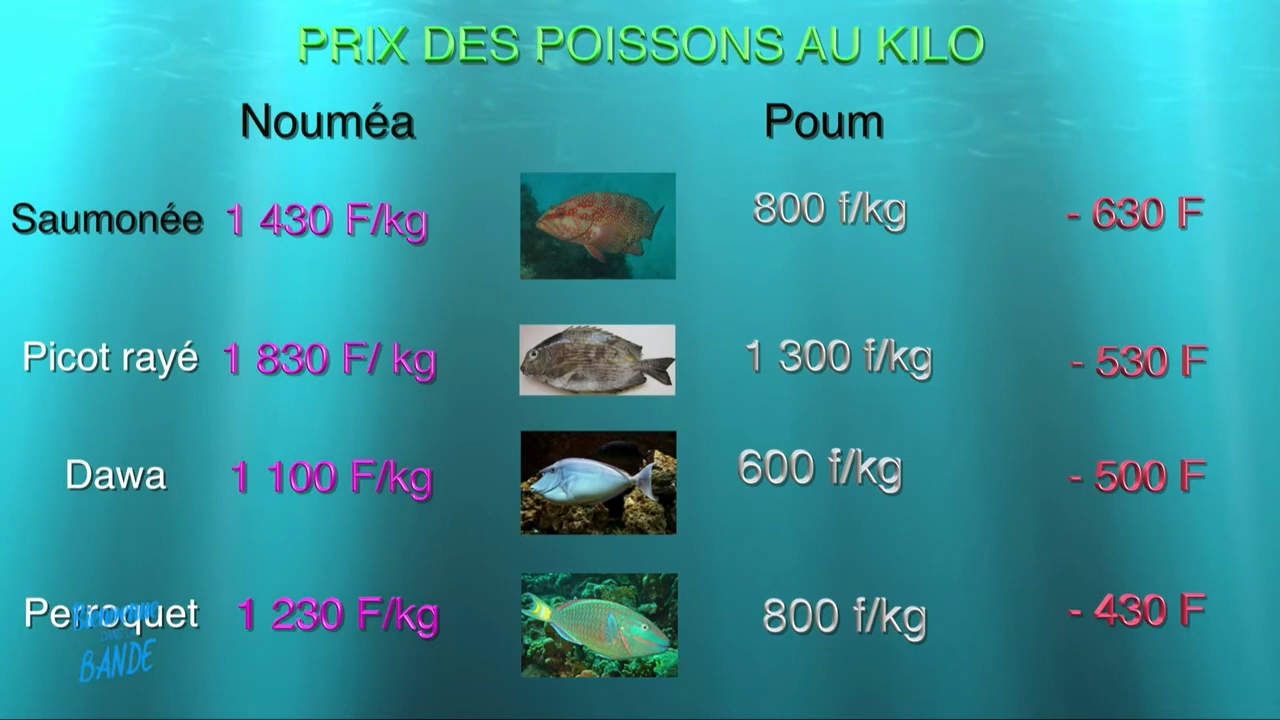 PRIX DES POISSONS AU KILO
Nouméa Poum
Saumonée 1 430 F/kg 800 f/kg - 630 F
Picot rayé 1 830 F/ kg 1 300 f/kg - 530 F
Dawa 1 100 F/kg 600 f/kg - 500 F
Perroquet 1 230 F/kg 800 f/kg - 430 F
DANS
BANDE